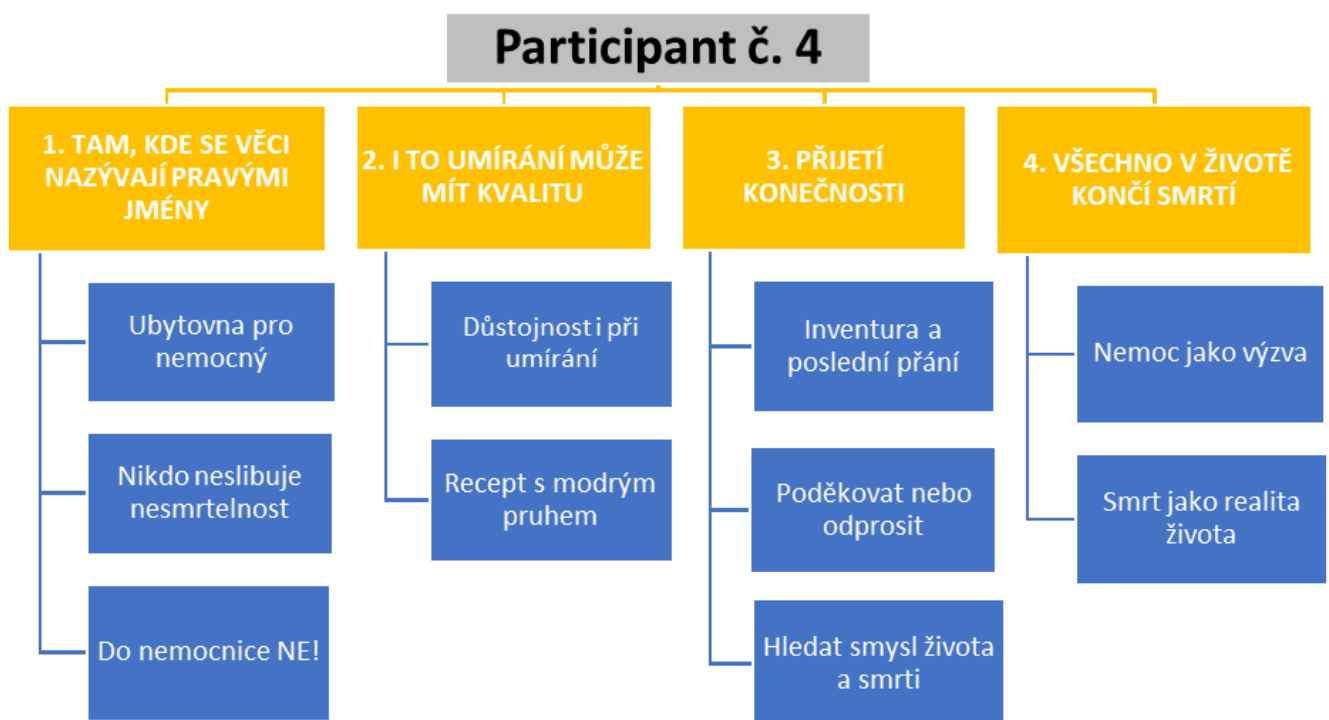 Participant č. 4
1. TAM, KDE SE VĚCI
NAZÝVAJÍ PRAVÝMI
JMÉNY
Ubytovna pro
nemocný
Nikdo neslibuje
nesmrtelnost
Do nemocnice NE!
2. I TO UMÍRÁNÍ MŮŽE
MÍT KVALITU
Důstojnost i při
umírání
Recept s modrým
pruhem
3. PŘIJETÍ
KONEČNOSTI
Inventura a
poslední přání
Poděkovat nebo
odprosit
Hledat smysl života
a smrti
4. VŠECHNO V ŽIVOTĚ
KONČÍ SMRTÍ
Nemoc jako výzva
Smrt jako realita
života